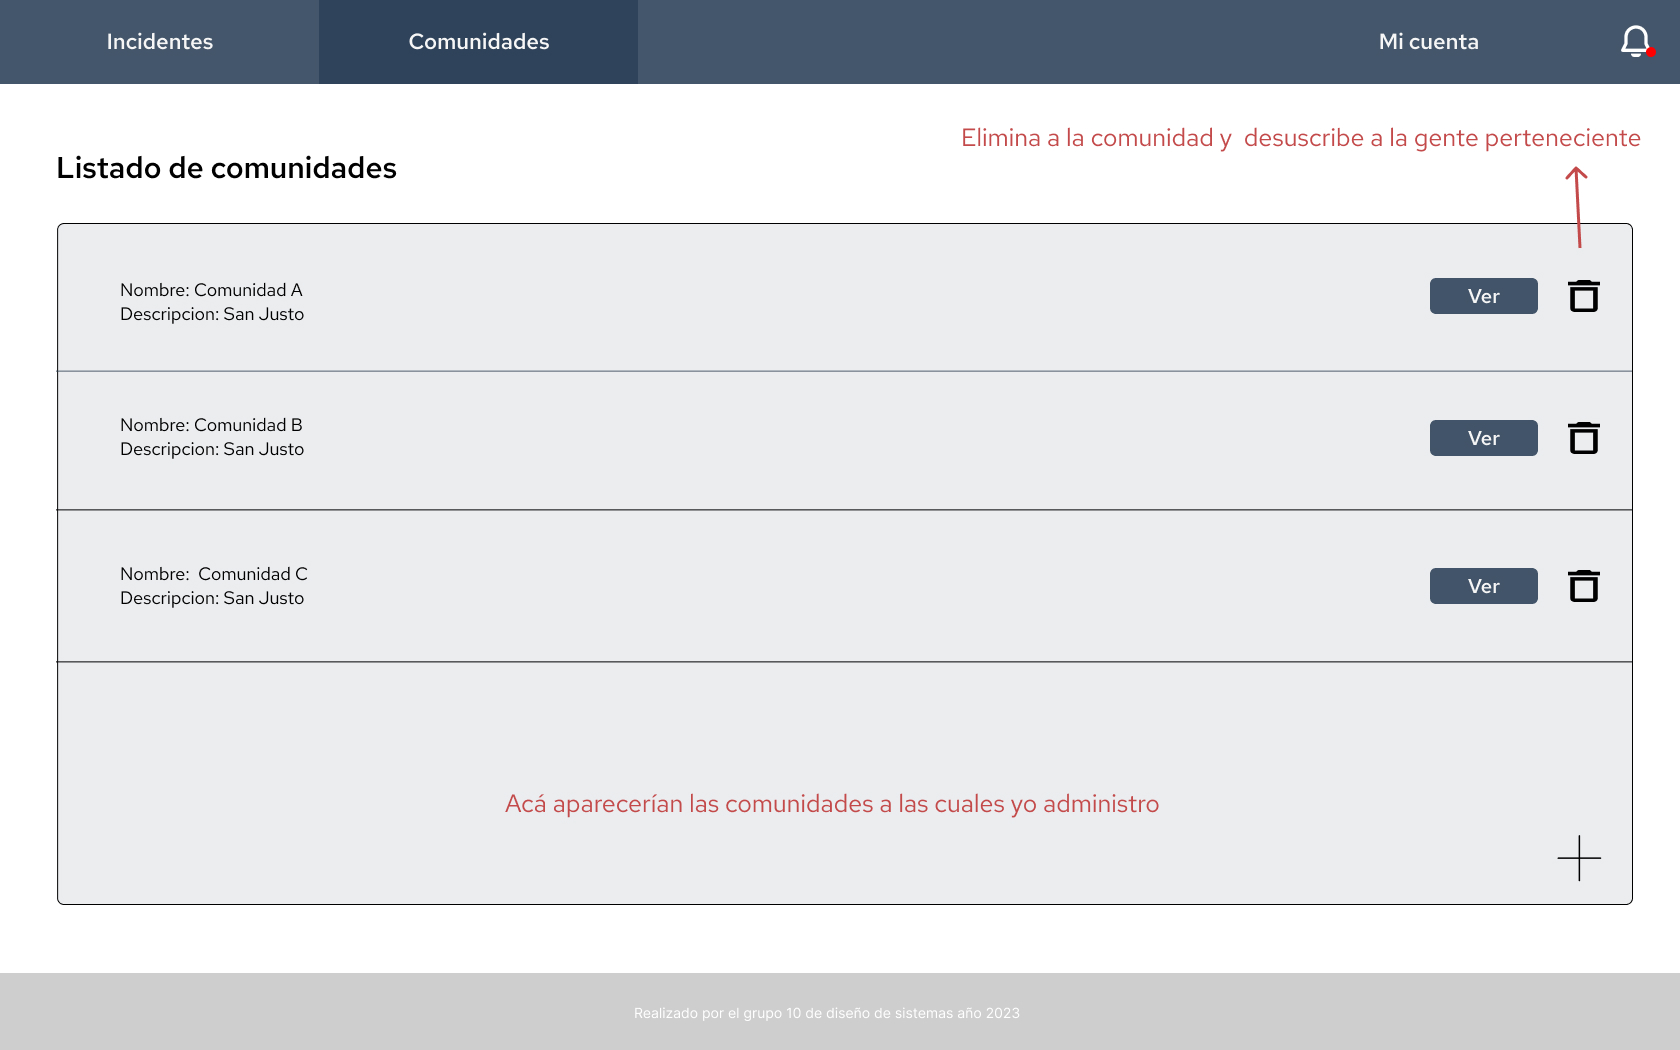 Incidentes
Comunidades
Mi cuenta
Elimina a la comunidad y  desuscribe a la gente perteneciente
Listado de comunidades
Nombre: Comunidad A
Descripcion: San Justo
Ver
Nombre: Comunidad B
Descripcion: San Justo
Ver
Nombre:  Comunidad C
Descripcion: San Justo
Ver
Acá aparecerían las comunidades a las cuales yo administro
Realizado por el grupo 10 de diseño de sistemas año 2023